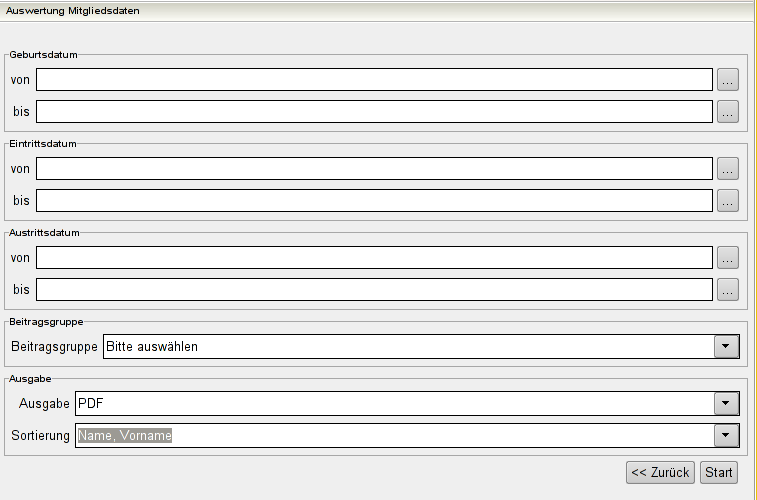 Auswertung Mitgliedsdaten
Geburtsdatum
von ...
bis ...
Eintrittsdatum
von ...
bis ...
Austrittsdatum
von ...
bis ...
Beitragsgruppe
Beitragsgruppe Bitte auswählen
Ausgabe
Ausgabe PDF
Sortierung Name, Vorname
<< Zurück Start